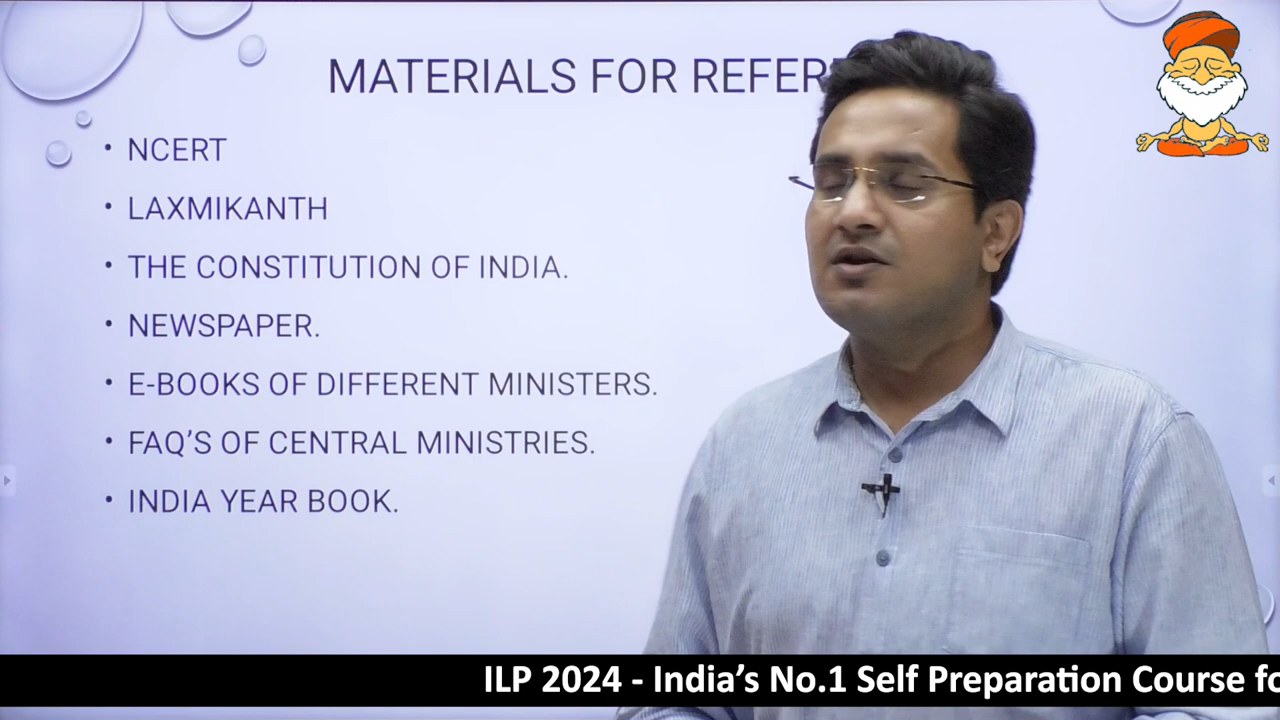 MATERIALS FOR REFER
• NCERT
• LAXMIKANTH
• THE CONSTITUTION OF INDIA.
• NEWSPAPER.
• E-BOOKS OF DIFFERENT MINISTERS.
• FAQ’S OF CENTRAL MINISTRIES.
• INDIA YEAR BOOK.
ILP 2024 - India’s No.1 Self Preparation Course fo